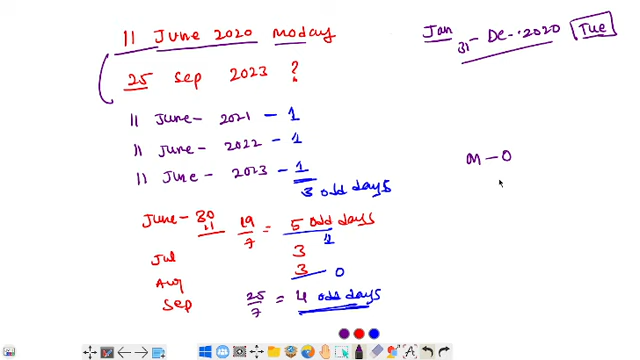 11 June 2020 moday
25 Sep 2023 ?
11 June - 2021 - 1
11 June - 2022 - 1
11 June - 2023 - 1
3 odd days
June - 30
11
19
7
= 5 odd days
1
Jul 3
Aug 3 0
Sep 25
7
= 4 odd days
Jan
31 - De.. 2020 Tue
M - 0